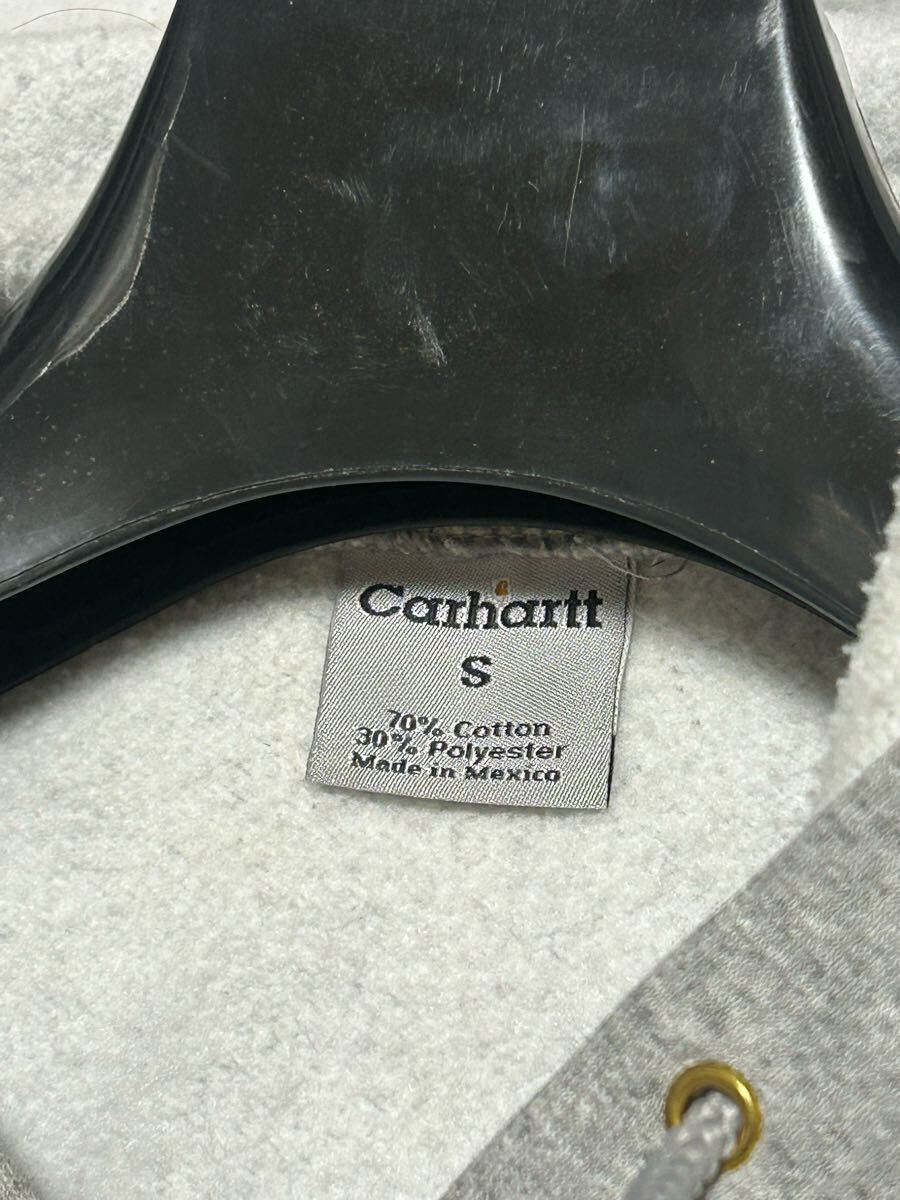 Carhartt
S
70% Cotton
30% Polyester
Made in Mexico